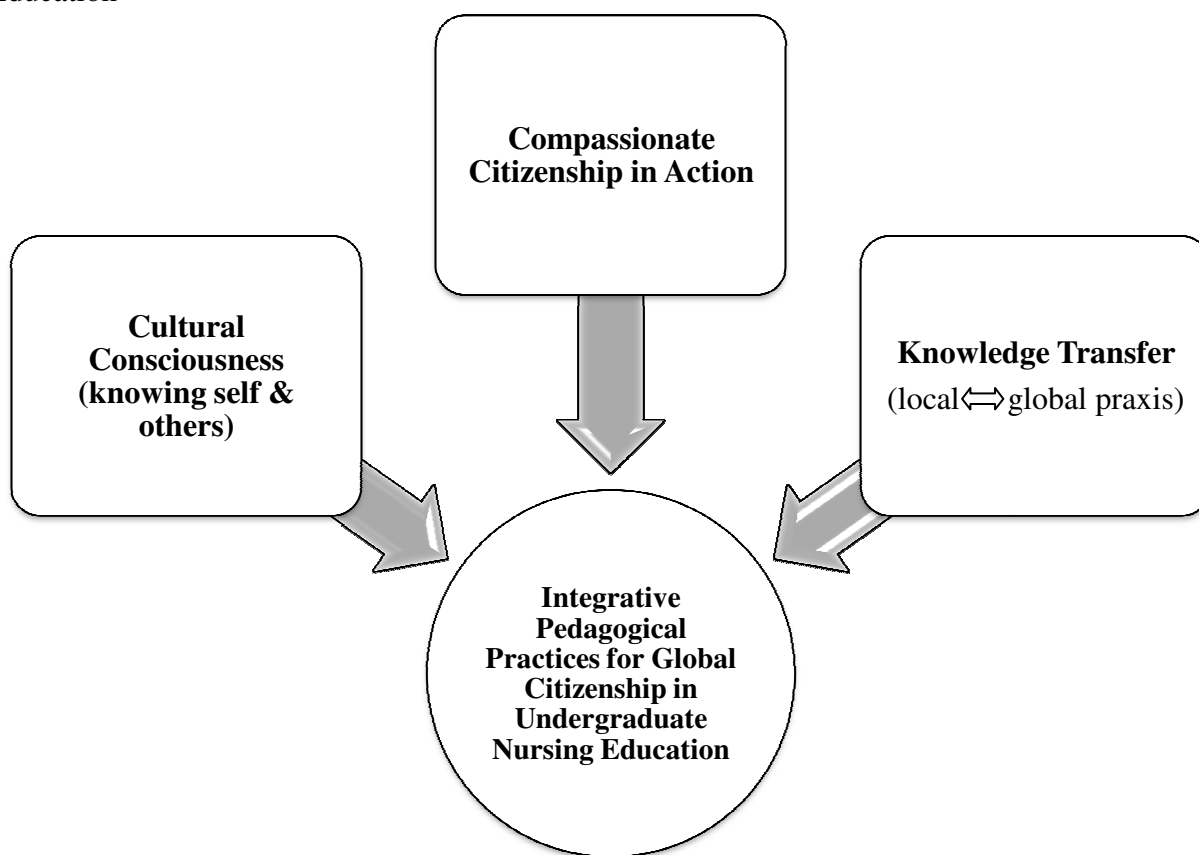 Compassionate
Citizenship in Action
Cultural
Consciousness
(knowing self &
others)
Knowledge Transfer
(local⇔global praxis)
Integrative
Pedagogical
Practices for Global
Citizenship in
Undergraduate
Nursing Education